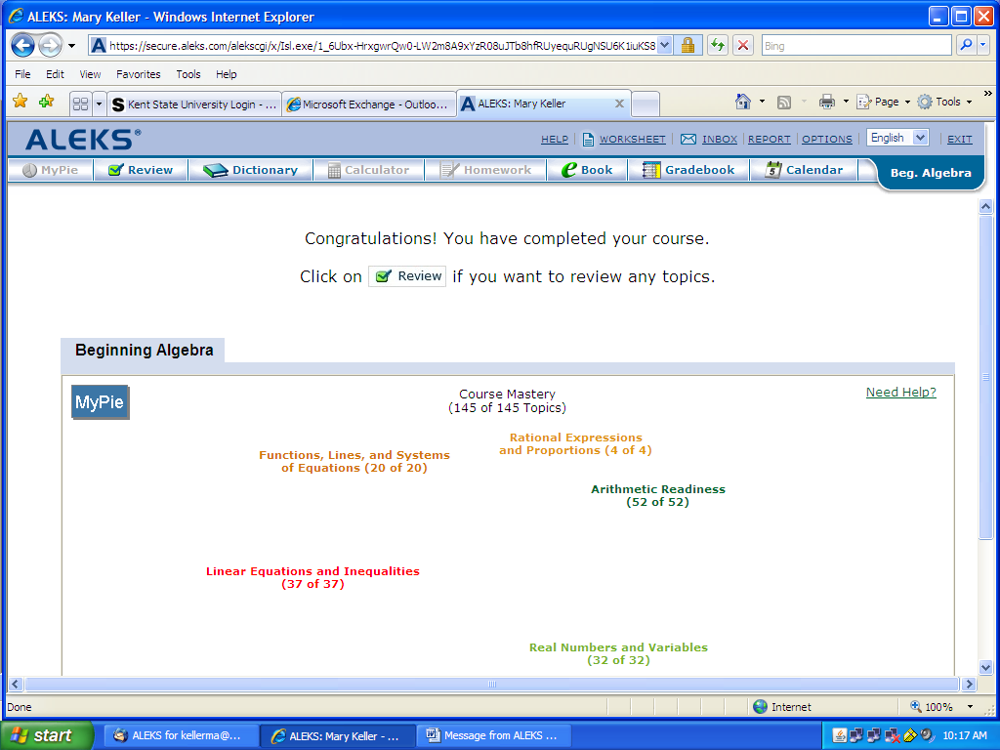 ALEKS: Mary Keller - Windows Internet Explorer
https://secure.aleks.com/alekscgi/x/Isl.exe/1_6Ubx-HrxgwrQw0-LW2m8A9xYzR08uJTb8hfRUyequRUgNSU6K1iuKS8
Bing
File Edit View Favorites Tools Help
Kent State University Login - ... Microsoft Exchange - Outloo... ALEKS: Mary Keller Page Tools
ALEKS®
HELP WORKSHEET INBOX REPORT OPTIONS English EXIT
MyPie Review Dictionary Calculator Homework eBook Gradebook Calendar Beg. Algebra
Congratulations! You have completed your course.
Click on Review if you want to review any topics.
Beginning Algebra
MyPie
Course Mastery
(145 of 145 Topics)
Need Help?
Rational Expressions
and Proportions (4 of 4)
Functions, Lines, and Systems
of Equations (20 of 20)
Arithmetic Readiness
(52 of 52)
Linear Equations and Inequalities
(37 of 37)
Real Numbers and Variables
(32 of 32)
Done Internet 100%
start ALEKS for kellerma@... ALEKS: Mary Keller - ... Message from ALEKS ... 10:17 AM